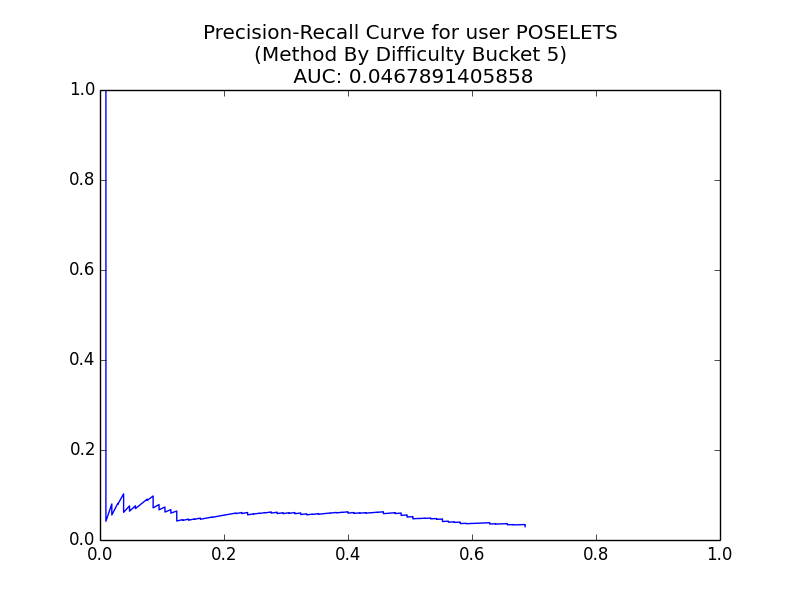 Precision-Recall Curve for user POSELETS
(Method By Difficulty Bucket 5)
AUC: 0.0467891405858
1.0
0.8
0.6
0.4
0.2
0.0
0.0 0.2 0.4 0.6 0.8 1.0